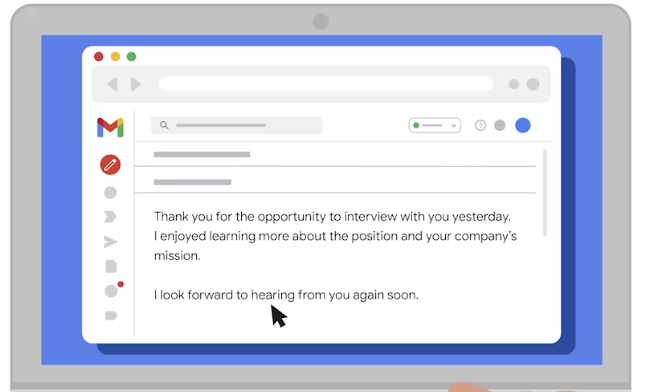 Thank you for the opportunity to interview with you yesterday.
I enjoyed learning more about the position and your company's
mission.
I look forward to hearing from you again soon.